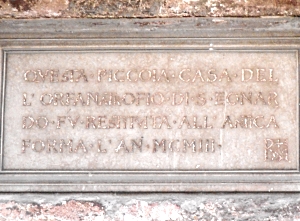 QVESTA PICCOLA CASA DEL
L'ORFANOTROFIO DI S·LEONAR
DO·FV·RESTITVITA·ALL'ANTICA
FORMA·L'AN·MCMIII·